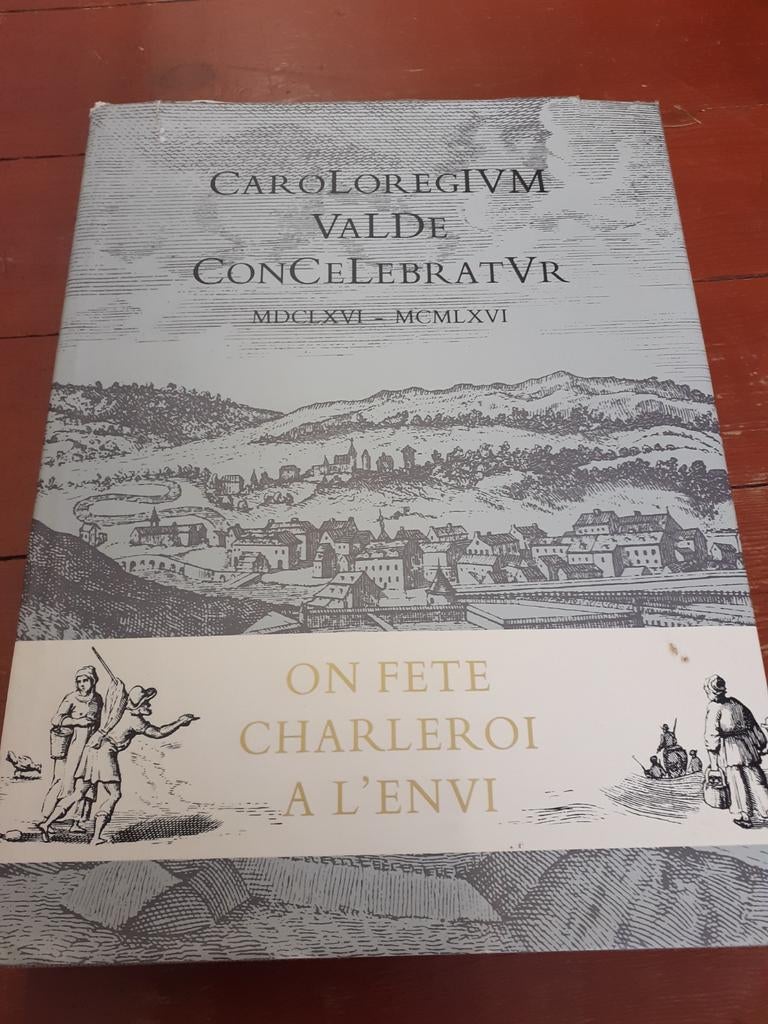 CAROLOREGIVM
VALDE
CONCELEBRATVR
MDCLXVI - MCMLXVI
ON FETE
CHARLEROI
A L'ENVI